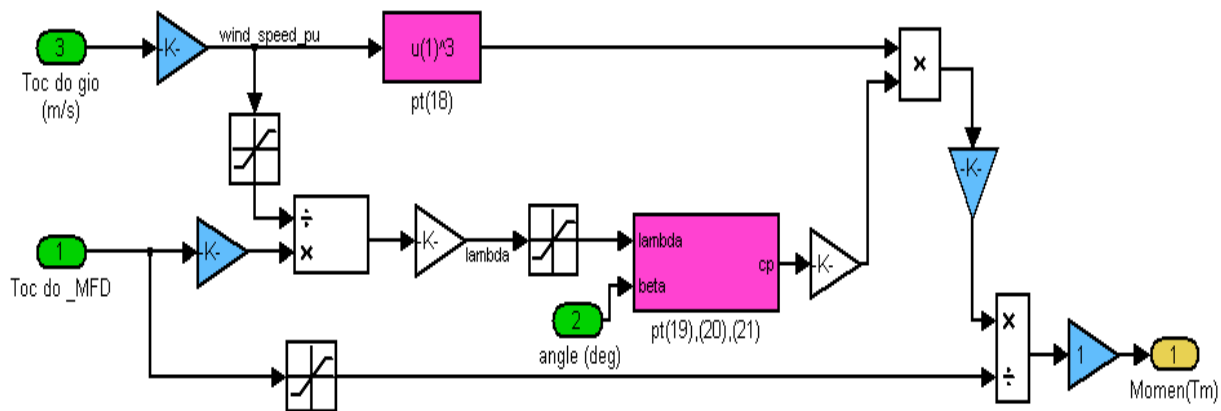 3
Toc do gio
(m/s)
-K-
wind_speed_pu
u(1)^3
pt(18)
×
-K-
÷
×
1
Toc do _MFD
-K-
-K-
lambda
lambda
beta
cp
pt(19),(20),(21)
-K-
2
angle (deg)
×
÷
1
1
Momen(Tm)